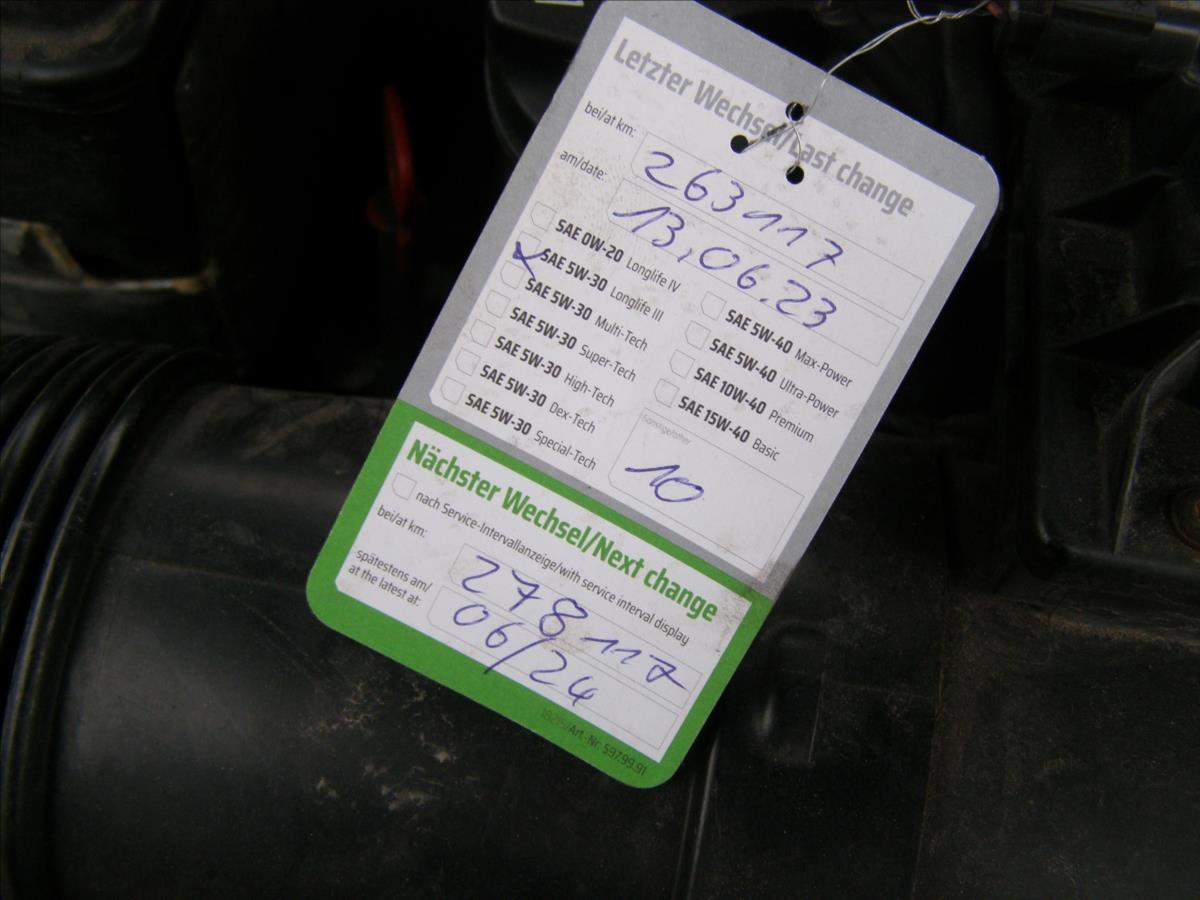 Letzter Wechsel/Last change
bei/at km: 263117
am/date: 13,06.23
SAE 0W-20 Longlife IV
SAE 5W-30 Longlife III
SAE 5W-30 Multi-Tech
SAE 5W-30 Super-Tech
SAE 5W-30 High-Tech
SAE 5W-30 Dex-Tech
SAE 5W-30 Special-Tech
SAE 5W-40 Max-Power
SAE 5W-40 Ultra-Power
SAE 10W-40 Premium
SAE 15W-40 Basic
10
Nächster Wechsel/Next change
nach Service-Intervallanzeige/with service interval display
bei/at km: 278117
spätestens am/
at the latest at: 06/24
Art.-Nr. 597.99.91